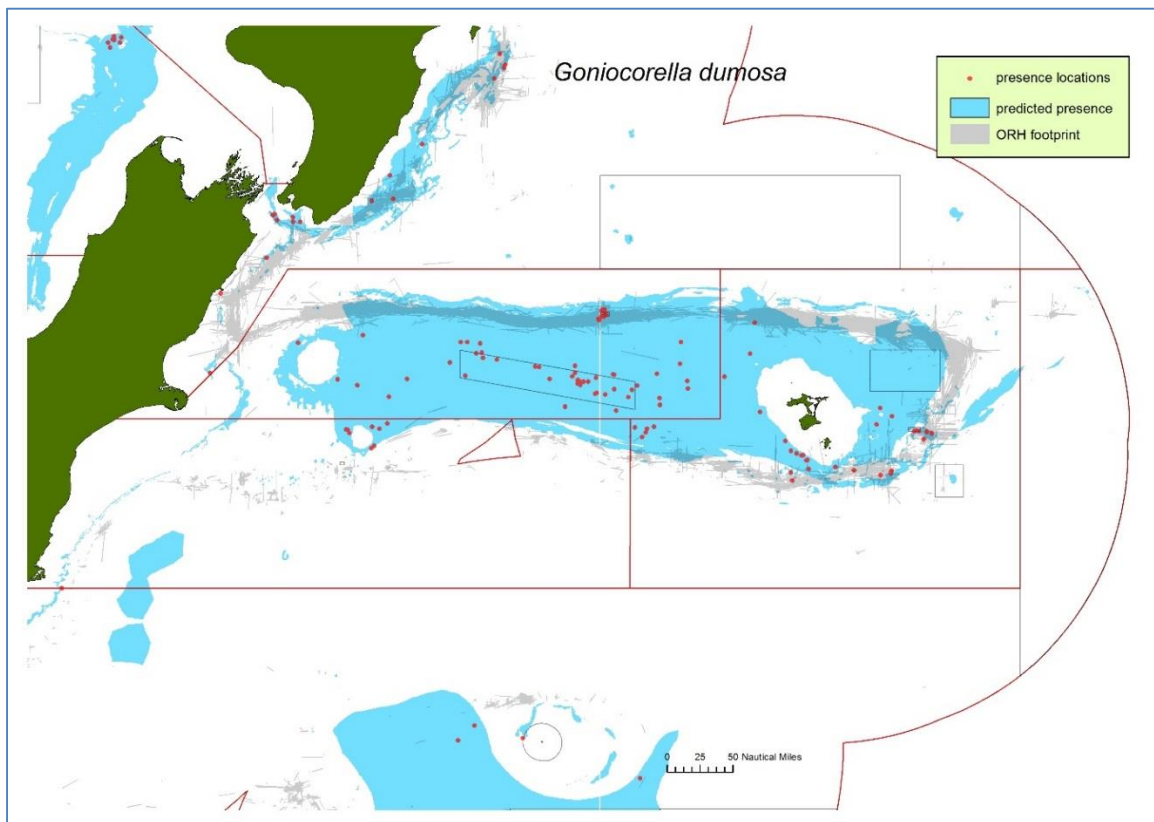 Goniocorella dumosa
presence locations
predicted presence
ORH footprint
0 25 50 Nautical Miles